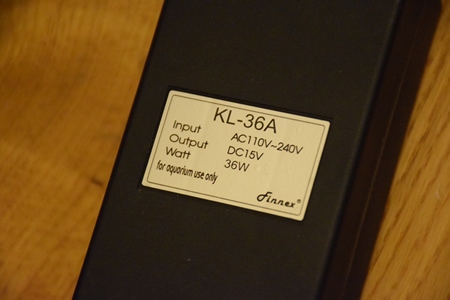 KL-36A
Input AC110V~240V
Output DC15V
Watt 36W
for aquarium use only
Finnex